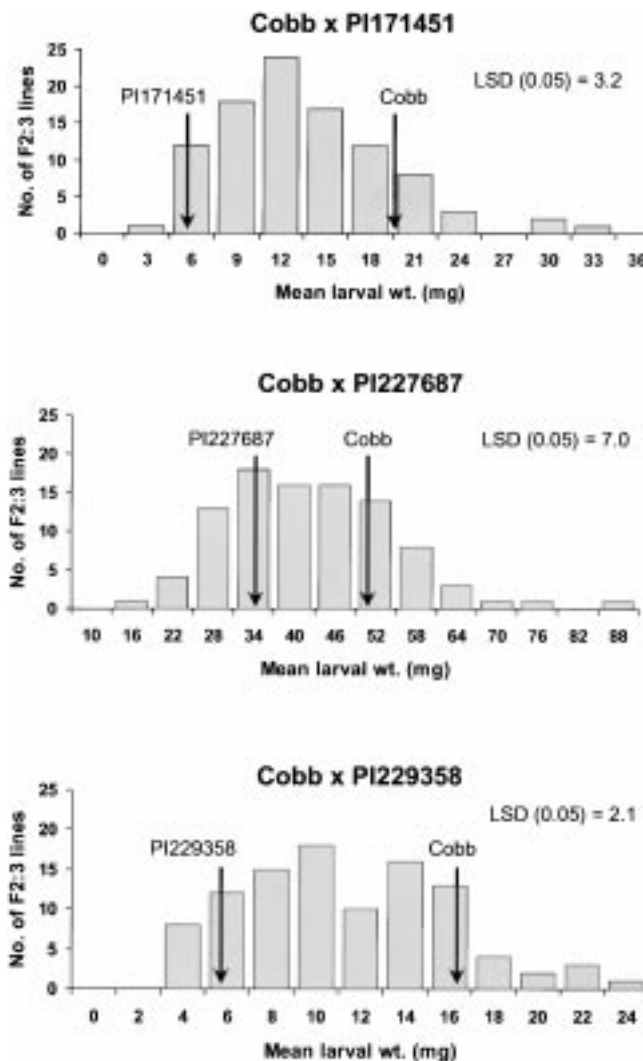 Cobb x PI171451
No. of F2:3 lines
25
20
15
10
5
0
PI171451
Cobb
LSD (0.05) = 3.2
0 3 6 9 12 15 18 21 24 27 30 33 36
Mean larval wt. (mg)
Cobb x PI227687
No. of F2:3 lines
25
20
15
10
5
0
PI227687
Cobb
LSD (0.05) = 7.0
10 16 22 28 34 40 46 52 58 64 70 76 82 88
Mean larval wt. (mg)
Cobb x PI229358
No. of F2:3 lines
25
20
15
10
5
0
PI229358
Cobb
LSD (0.05) = 2.1
0 2 4 6 8 10 12 14 16 18 20 22 24
Mean larval wt. (mg)